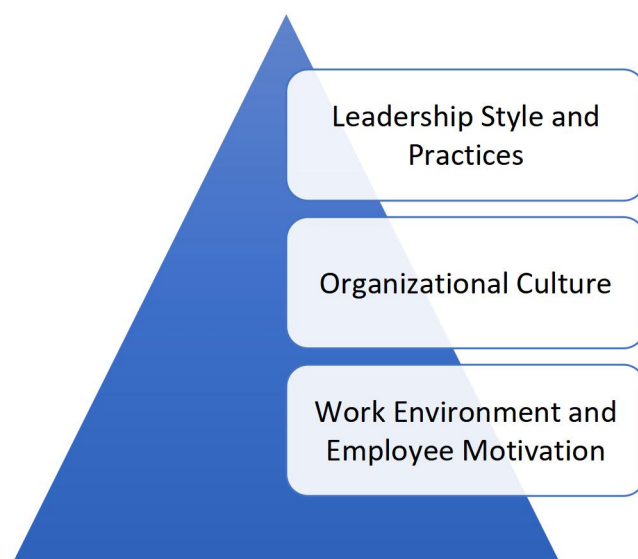 Leadership Style and
Practices
Organizational Culture
Work Environment and
Employee Motivation